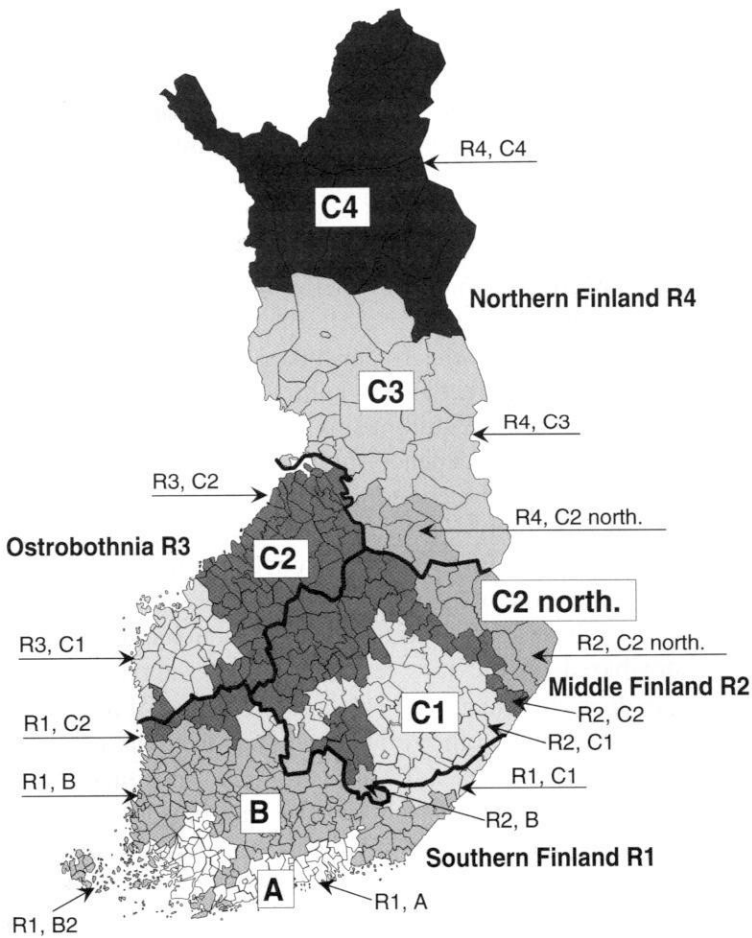 R4, C4
C4
Northern Finland R4
C3
R4, C3
R3, C2
R4, C2 north.
Ostrobothnia R3
C2
C2 north.
R3, C1
R2, C2 north.
Middle Finland R2
C1
R2, C2
R1, C2
R2, C1
R1, C1
R1, B
B
R2, B
Southern Finland R1
A
R1, A
R1, B2